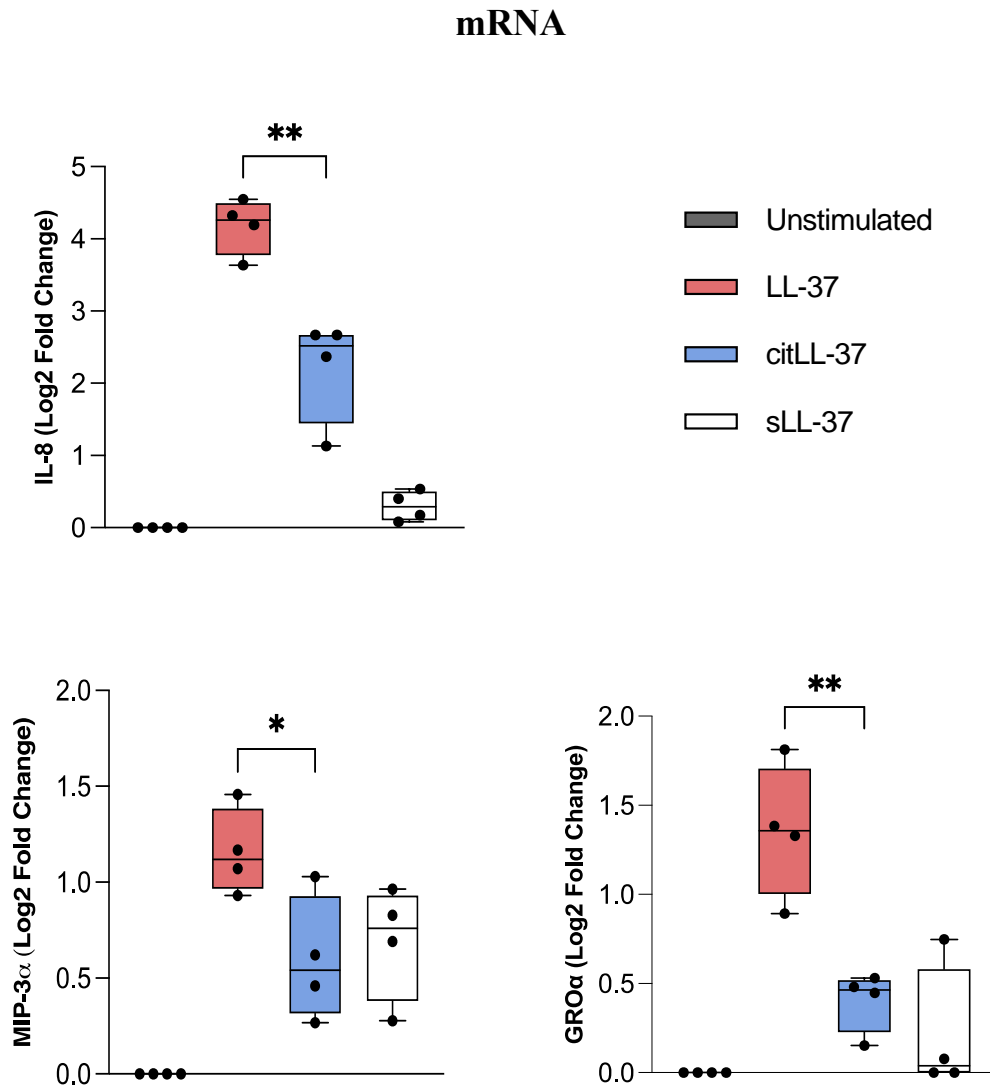 mRNA
**
5
4
3
2
1
0
IL-8 (Log2 Fold Change)
Unstimulated
LL-37
citLL-37
sLL-37
*
2.0
1.5
1.0
0.5
0.0
MIP-3α (Log2 Fold Change)
**
2.0
1.5
1.0
0.5
0.0
GROα (Log2 Fold Change)